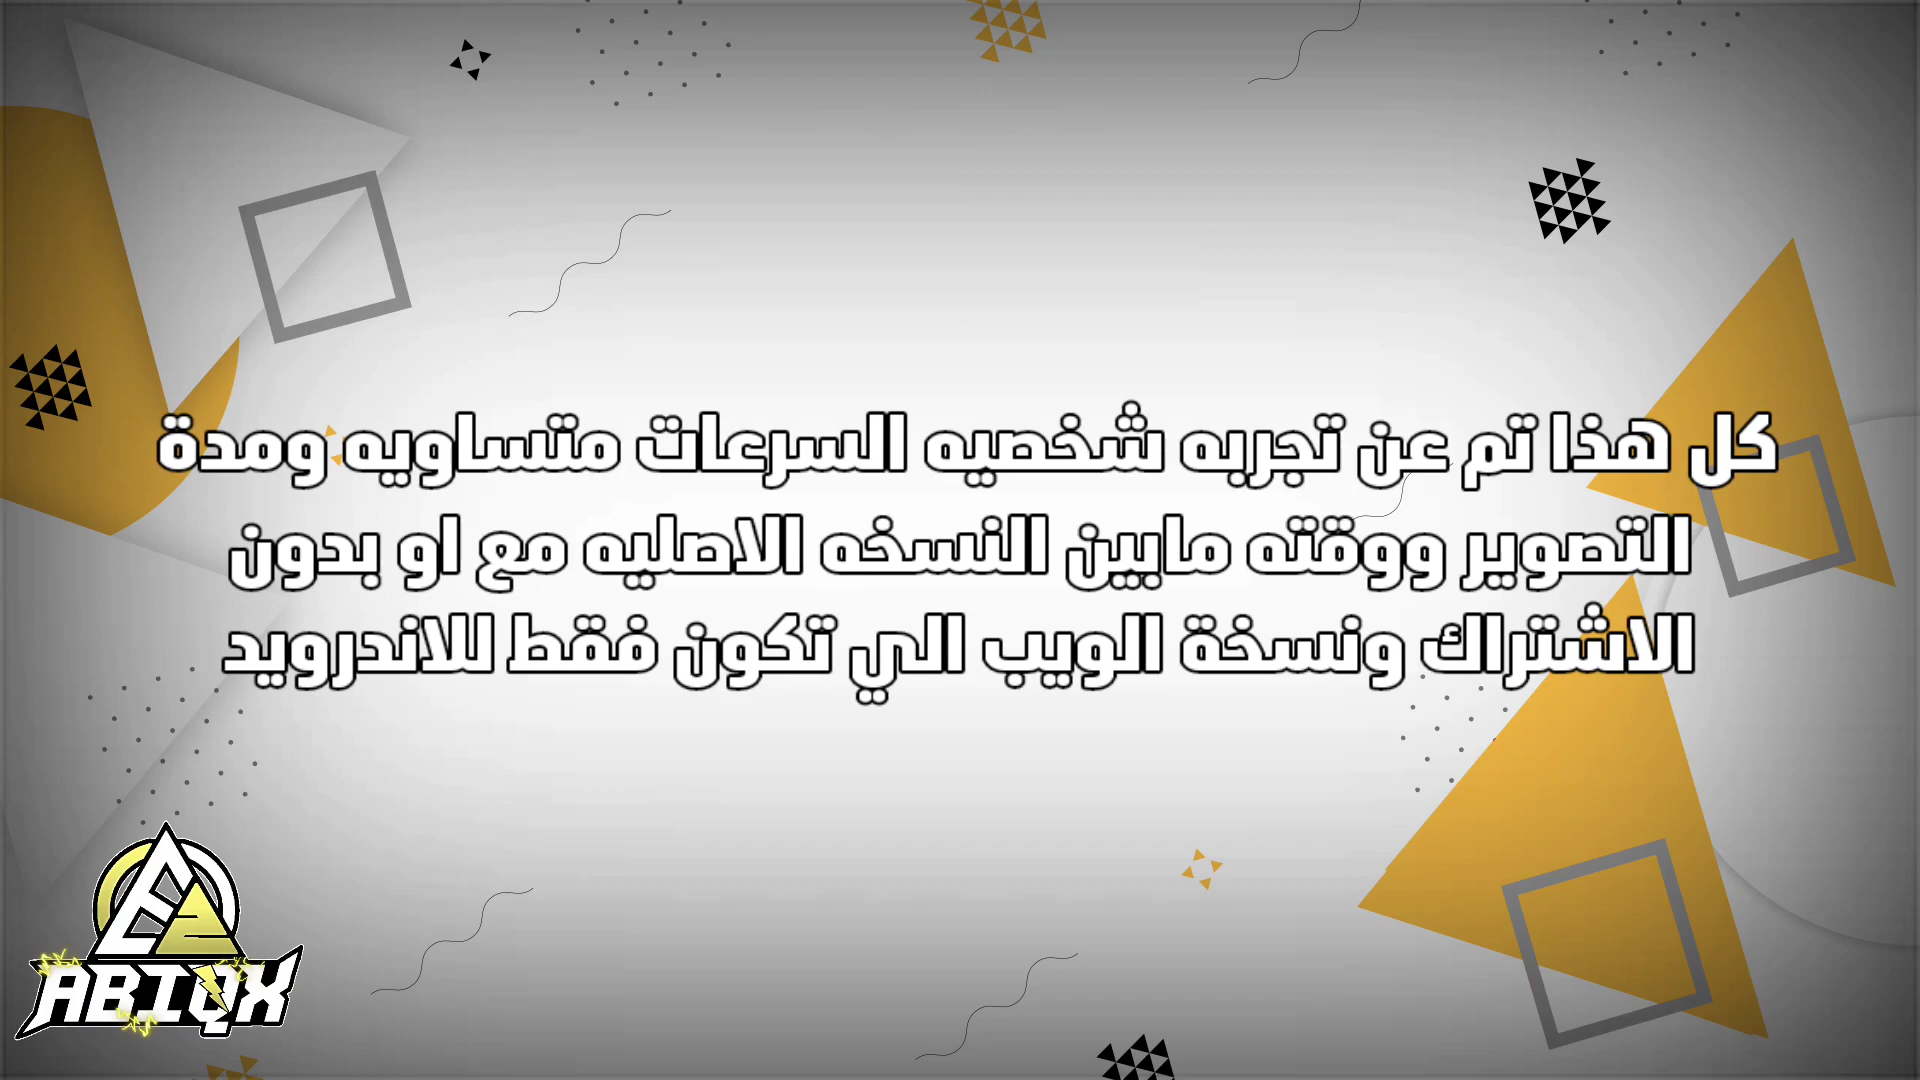 كل هذا تم عن تجربه شخصيه السرعات متساويه ومدة
التصوير ووقته مابين النسخه الاصليه مع او بدون
الاشتراك ونسخة الويب الي تكون فقط للاندرويد
ABIQX